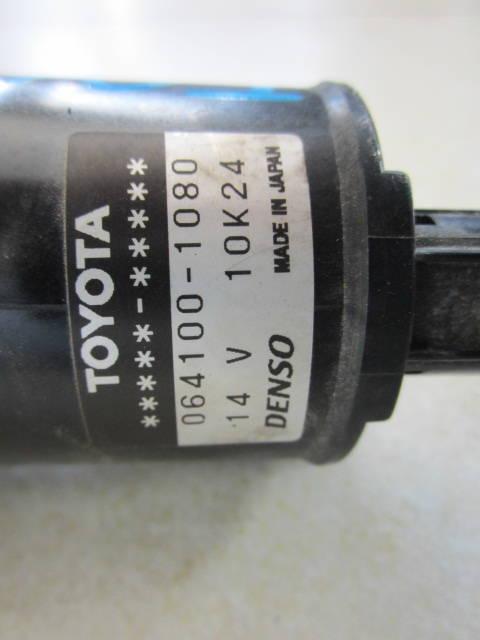 TOYOTA
*****-*****
064100-1080
14 V 10K24
DENSO MADE IN JAPAN